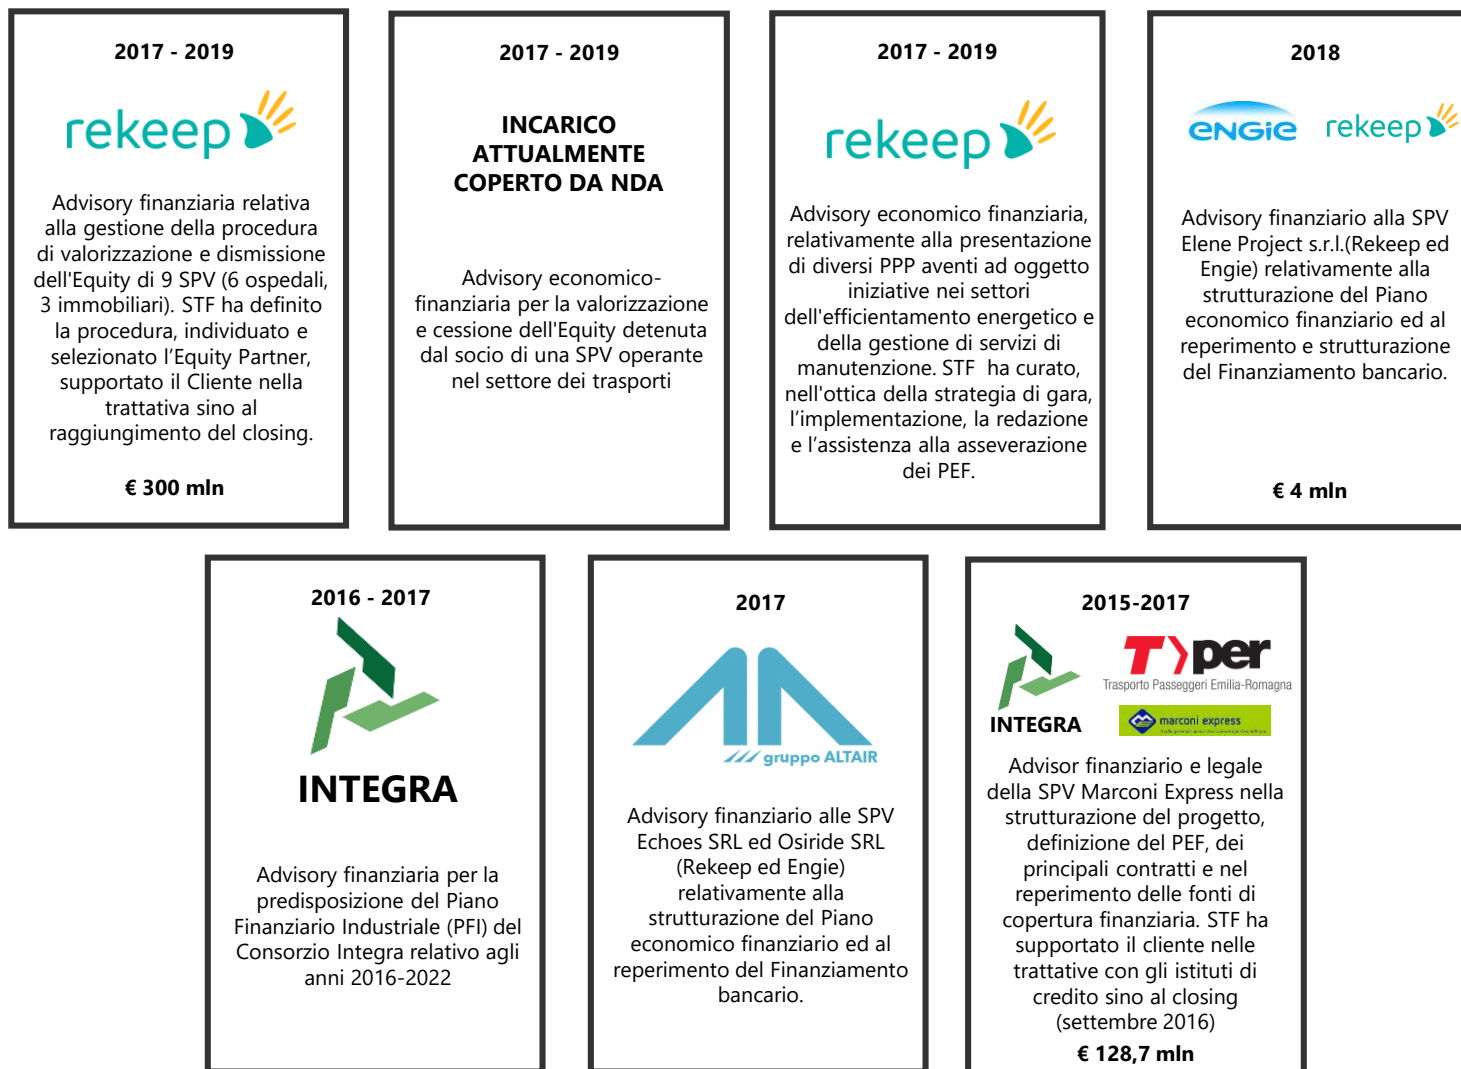 2017 - 2019
rekeep
Advisory finanziaria relativa
alla gestione della procedura
di valorizzazione e dismissione
dell'Equity di 9 SPV (6 ospedali,
3 immobiliari). STF ha definito
la procedura, individuato e
selezionato l’Equity Partner,
supportato il Cliente nella
trattativa sino al
raggiungimento del closing.
€ 300 mln
2017 - 2019
INCARICO
ATTUALMENTE
COPERTO DA NDA
Advisory economico-
finanziaria per la valorizzazione
e cessione dell'Equity detenuta
dal socio di una SPV operante
nel settore dei trasporti
2017 - 2019
rekeep
Advisory economico finanziaria,
relativamente alla presentazione
di diversi PPP aventi ad oggetto
iniziative nei settori
dell'efficientamento energetico e
della gestione di servizi di
manutenzione. STF ha curato,
nell'ottica della strategia di gara,
l’implementazione, la redazione
e l’assistenza alla asseverazione
dei PEF.
2018
ENGIE rekeep
Advisory finanziario alla SPV
Elene Project s.r.l.(Rekeep ed
Engie) relativamente alla
strutturazione del Piano
economico finanziario ed al
reperimento e strutturazione
del Finanziamento bancario.
€ 4 mln
2016 - 2017
INTEGRA
Advisory finanziaria per la
predisposizione del Piano
Finanziario Industriale (PFI) del
Consorzio Integra relativo agli
anni 2016-2022
2017
gruppo ALTAIR
Advisory finanziario alle SPV
Echoes SRL ed Osiride SRL
(Rekeep ed Engie)
relativamente alla
strutturazione del Piano
economico finanziario ed al
reperimento del Finanziamento
bancario.
2015-2017
INTEGRA
Tper
Trasporto Passeggeri Emilia-Romagna
marconi express
Advisor finanziario e legale
della SPV Marconi Express nella
strutturazione del progetto,
definizione del PEF, dei
principali contratti e nel
reperimento delle fonti di
copertura finanziaria. STF ha
supportato il cliente nelle
trattative con gli istituti di
credito sino al closing
(settembre 2016)
€ 128,7 mln